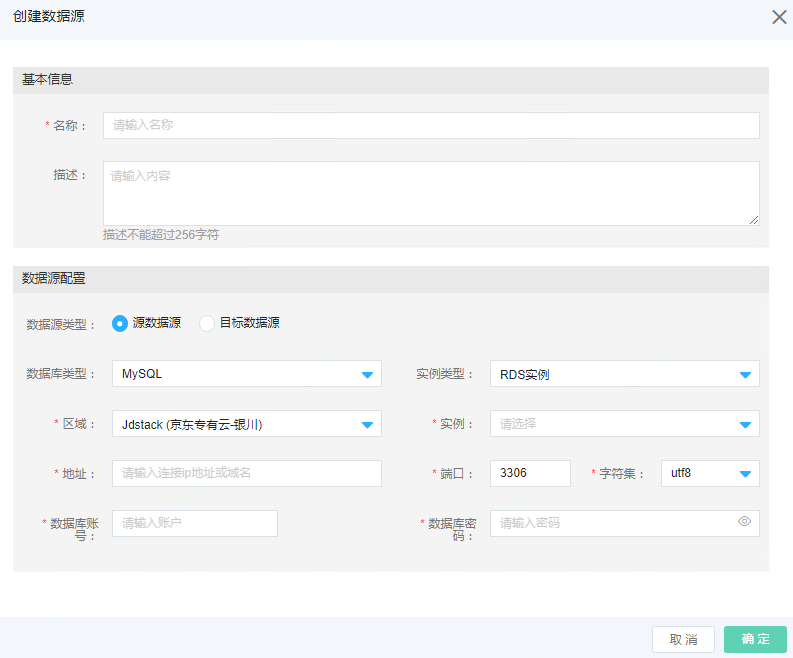 创建数据源
基本信息
* 名称： 请输入名称
描述： 请输入内容
描述不能超过256字符
数据源配置
数据源类型： 源数据源 目标数据源
数据库类型： MySQL 实例类型： RDS实例
* 区域： Jdstack (京东专有云-银川) * 实例： 请选择
* 地址： 请输入连接ip地址或域名 * 端口： 3306 * 字符集： utf8
* 数据库账号： 请输入账户 * 数据库密码： 请输入密码
取消 确定